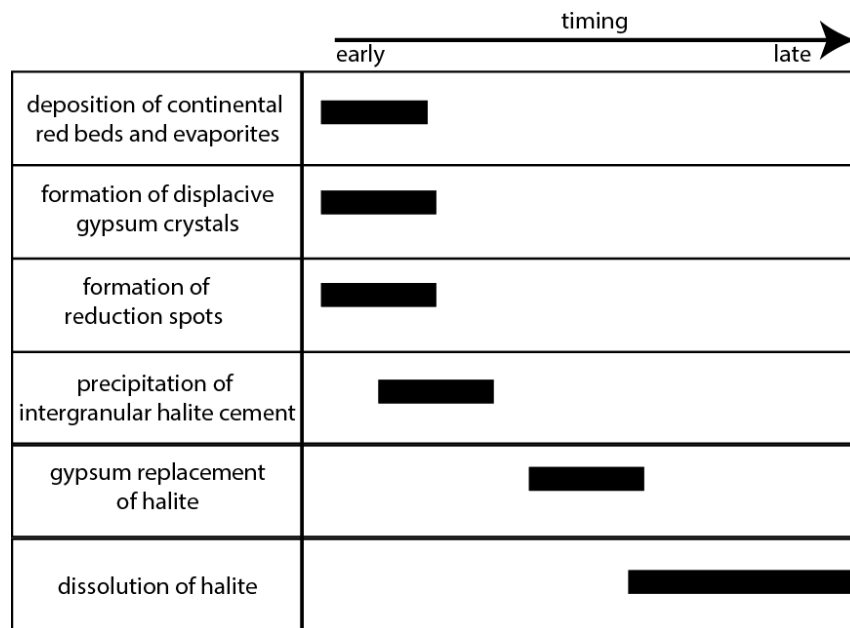 timing
early late
deposition of continental
red beds and evaporites
formation of displacive
gypsum crystals
formation of
reduction spots
precipitation of
intergranular halite cement
gypsum replacement
of halite
dissolution of halite